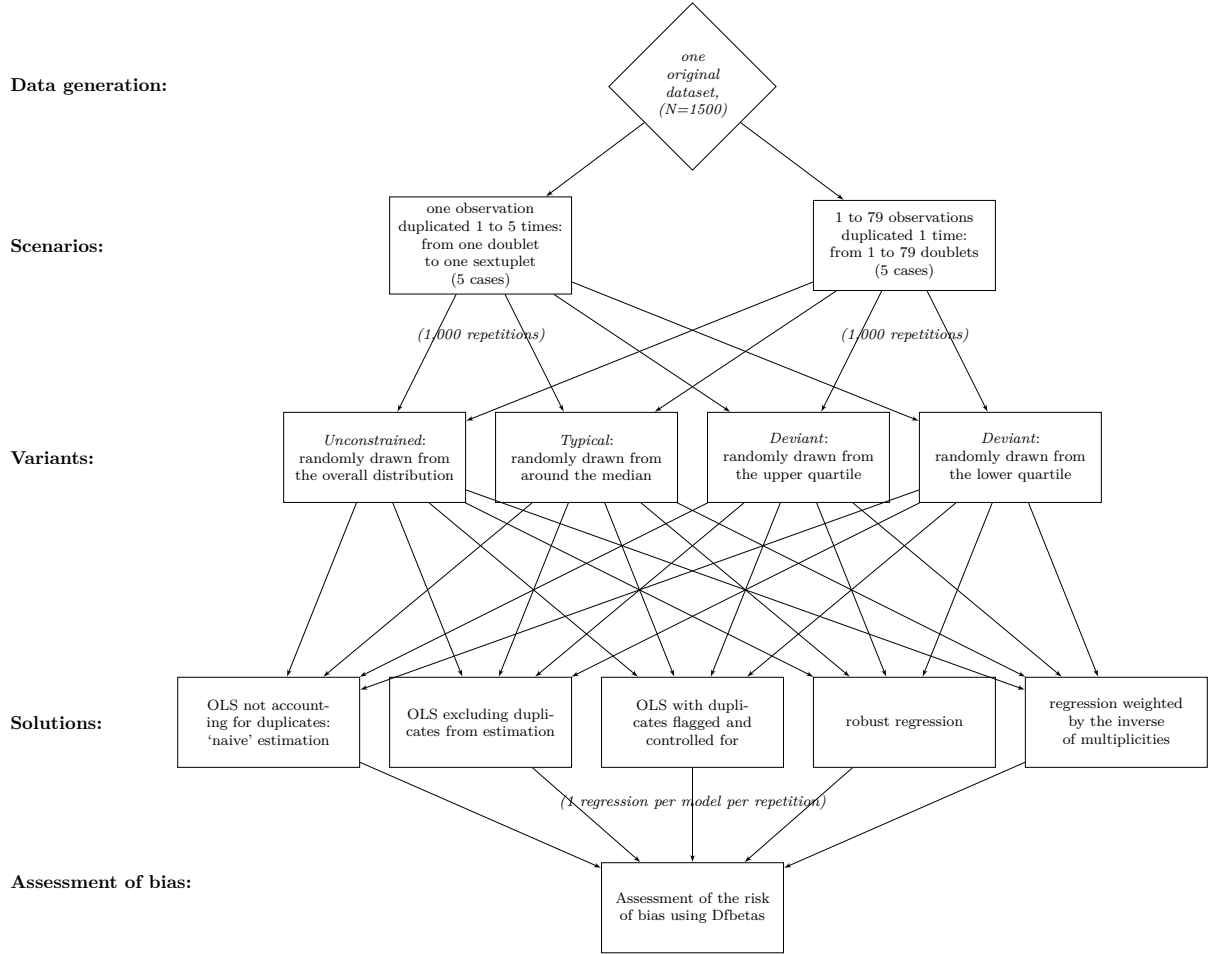 one
original
dataset,
(N=1500)
Data generation:
Scenarios:
one observation
duplicated 1 to 5 times:
from one doublet
to one sextuplet
(5 cases)
1 to 79 observations
duplicated 1 time:
from 1 to 79 doublets
(5 cases)
(1,000 repetitions)
(1,000 repetitions)
Variants:
Unconstrained:
randomly drawn from
the overall distribution
Typical:
randomly drawn from
around the median
Deviant:
randomly drawn from
the upper quartile
Deviant:
randomly drawn from
the lower quartile
Solutions:
OLS not account-
ing for duplicates:
‘naive’ estimation
OLS excluding dupli-
cates from estimation
OLS with dupli-
cates flagged and
controlled for
robust regression
regression weighted
by the inverse
of multiplicities
(1 regression per model per repetition)
Assessment of bias:
Assessment of the risk
of bias using Dfbetas